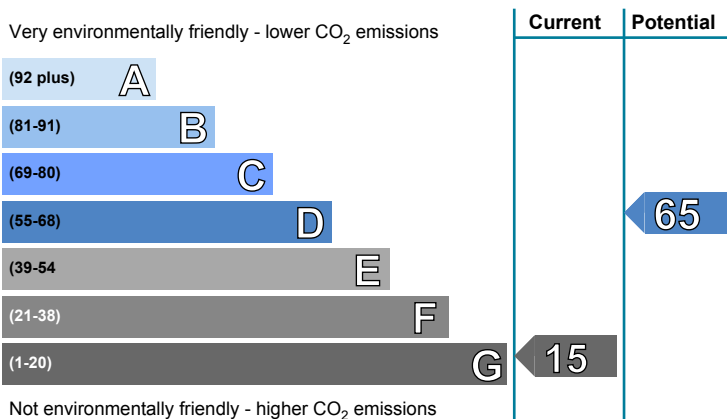 Current Potential
Very environmentally friendly - lower CO2 emissions
(92 plus) A
(81-91) B
(69-80) C
(55-68) D
65
(39-54 E
(21-38) F
(1-20) G
15
Not environmentally friendly - higher CO2 emissions